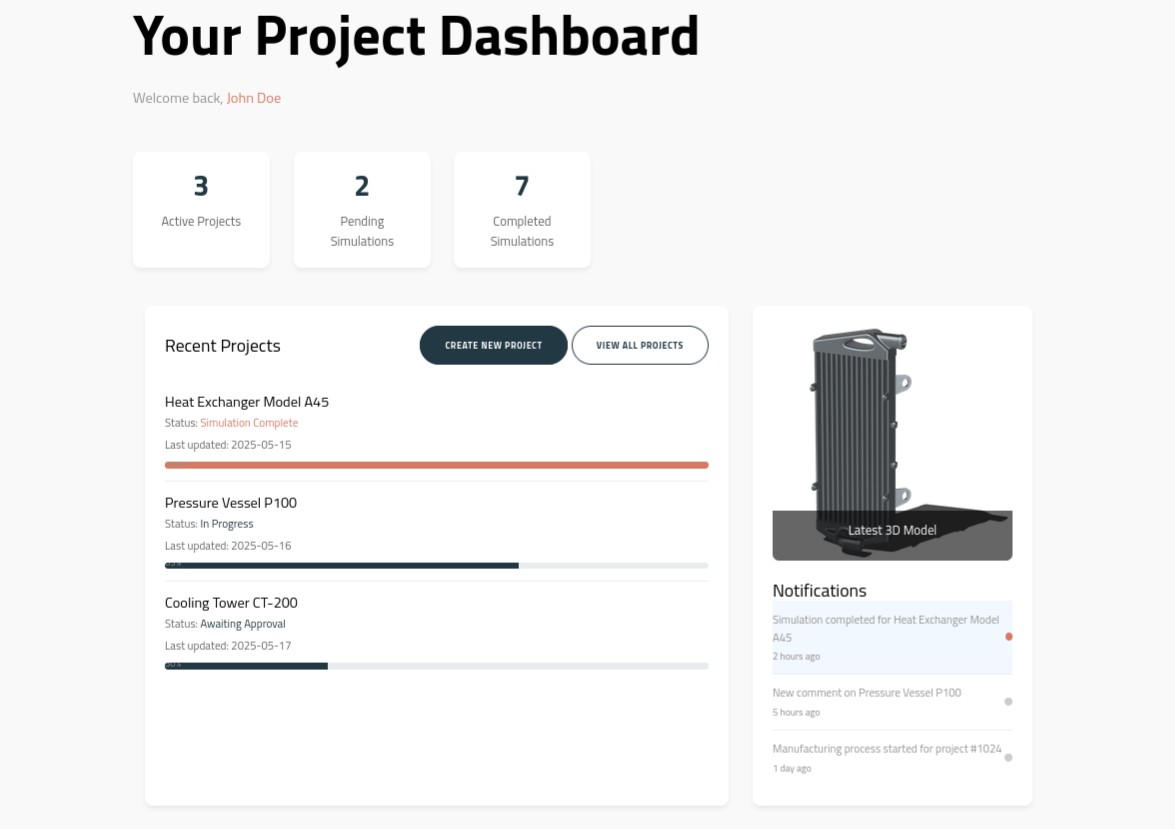 Your Project Dashboard
Welcome back, John Doe
3
Active Projects
2
Pending
Simulations
7
Completed
Simulations
Recent Projects
CREATE NEW PROJECT
VIEW ALL PROJECTS
Heat Exchanger Model A45
Status: Simulation Complete
Last updated: 2025-05-15
Pressure Vessel P100
Status: In Progress
Last updated: 2025-05-16
Cooling Tower CT-200
Status: Awaiting Approval
Last updated: 2025-05-17
Latest 3D Model
Notifications
Simulation completed for Heat Exchanger Model
A45
2 hours ago
New comment on Pressure Vessel P100
5 hours ago
Manufacturing process started for project #1024
1 day ago